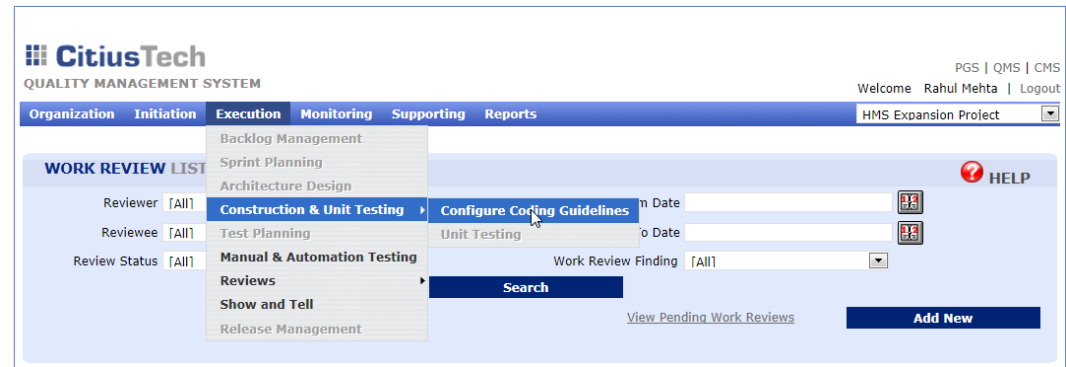 CitiusTech
PGS | QMS | CMS
QUALITY MANAGEMENT SYSTEM
Welcome Rahul Mehta | Logout
Organization Initiation Execution Monitoring Supporting Reports HMS Expansion Project
Backlog Management
WORK REVIEW LIST Sprint Planning HELP
Architecture Design
Reviewer [All] Construction & Unit Testing Configure Coding Guidelines m Date
Reviewee [All] Test Planning Unit Testing To Date
Review Status [All] Manual & Automation Testing Work Review Finding [All]
Reviews Search
Show and Tell
View Pending Work Reviews Add New
Release Management